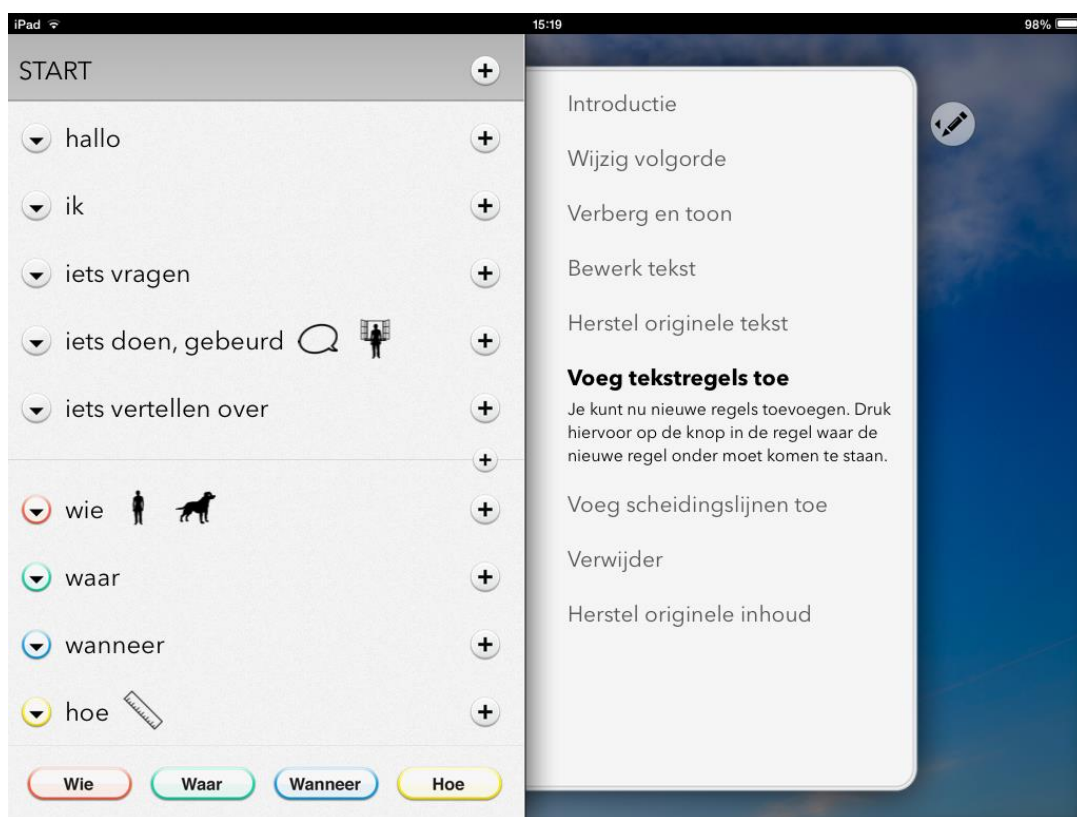 iPad 15:19 98%
START
hallo
ik
iets vragen
iets doen, gebeurd
iets vertellen over
wie
waar
wanneer
hoe
Wie Waar Wanneer Hoe
Introductie
Wijzig volgorde
Verberg en toon
Bewerk tekst
Herstel originele tekst
Voeg tekstregels toe
Je kunt nu nieuwe regels toevoegen. Druk
hiervoor op de knop in de regel waar de
nieuwe regel onder moet komen te staan.
Voeg scheidingslijnen toe
Verwijder
Herstel originele inhoud